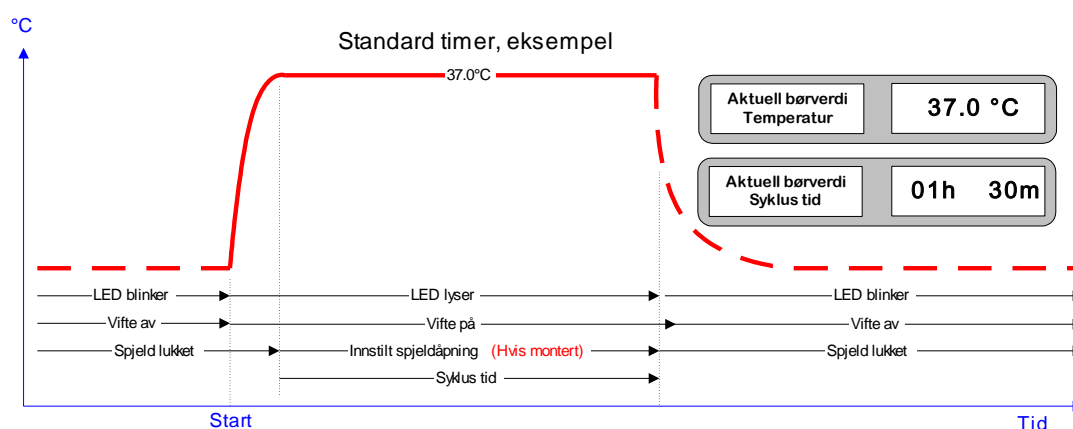 °C
Standard timer, eksempel
37.0°C
Aktuell børverdi
Temperatur
37.0 °C
Aktuell børverdi
Syklus tid
01h 30m
LED blinker
LED lyser
LED blinker
Vifte av
Vifte på
Vifte av
Spjeld lukket
Innstilt spjeldåpning (Hvis montert)
Spjeld lukket
Syklus tid
Start
Tid